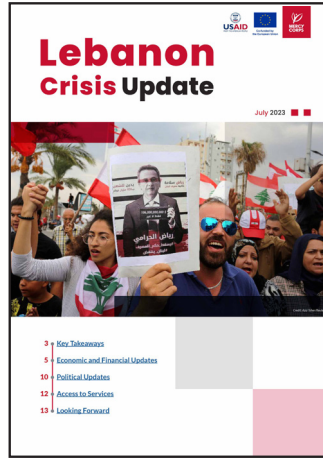 USAID
MERCY
CORPS
Lebanon
Crisis Update
July 2023
رياض الحرامي
3 Key Takeaways
5 Economic and Financial Updates
10 Political Updates
12 Access to Services
13 Looking Forward